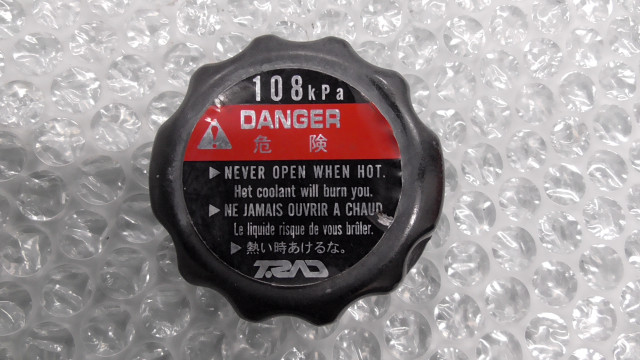 108kPa
DANGER
危険
▶ NEVER OPEN WHEN HOT.
Hot coolant will burn you.
▶ NE JAMAIS OUVRIR A CHAUD
Le liquide risque de vous brûler.
▶ 熱い時あけるな。
T.RAD